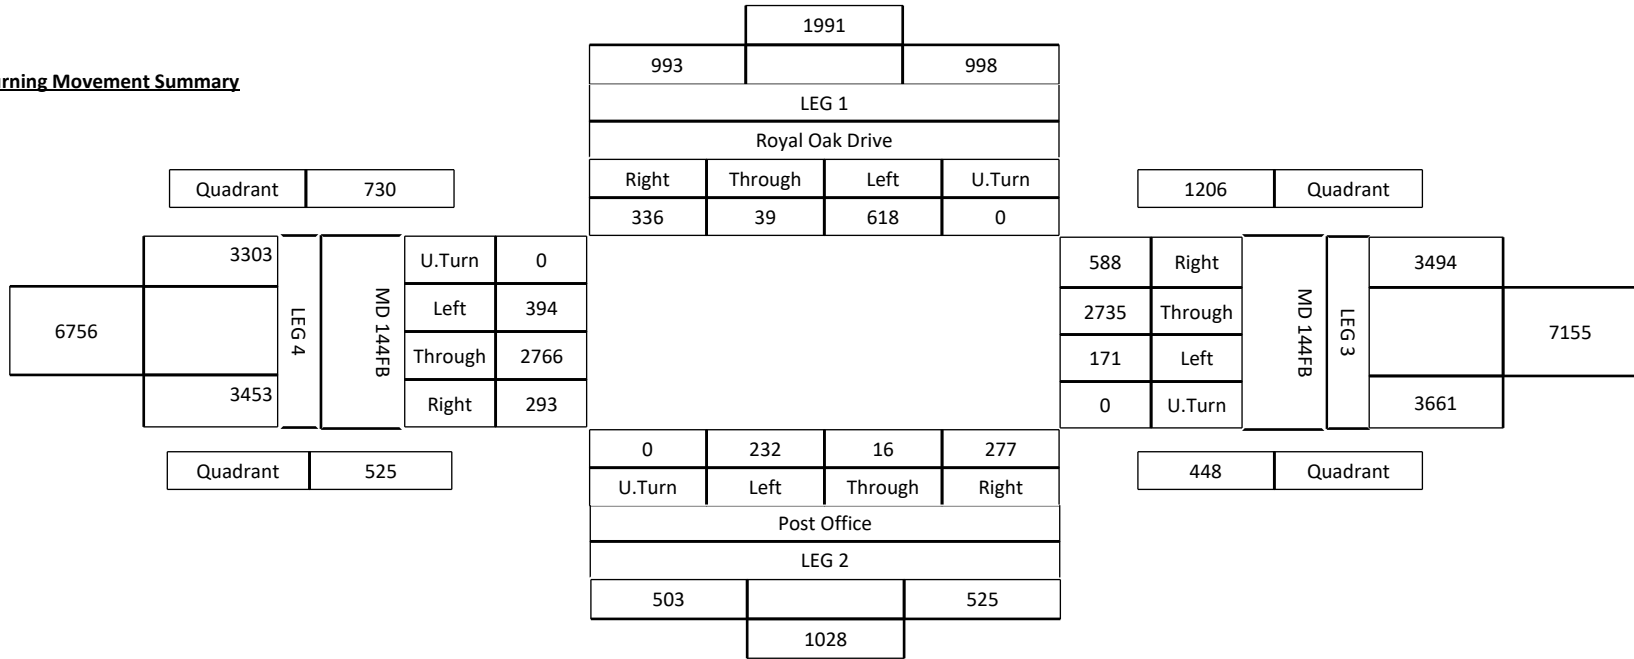 1991
993 998
urning Movement Summary
LEG 1
Royal Oak Drive
Quadrant 730
Right Through Left U.Turn
1206 Quadrant
336 39 618 0
3303 U.Turn 0
588 Right 3494
6756 LEG 4 MD 144FB Left 394
2735 Through MD 144FB LEG 3 7155
Through 2766
171 Left
3453 Right 293
0 U.Turn 3661
0 232 16 277
Quadrant 525
448 Quadrant
U.Turn Left Through Right
Post Office
LEG 2
503 525
1028